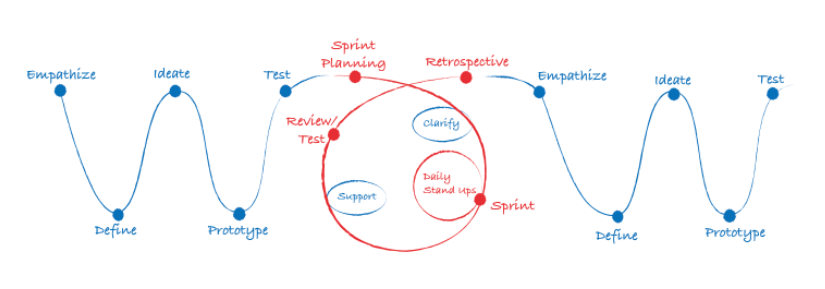 Empathize
Define
Ideate
Prototype
Test
Sprint
Planning
Retrospective
Review/
Test
Clarify
Daily
Stand Ups
Support
Sprint
Empathize
Define
Ideate
Prototype
Test